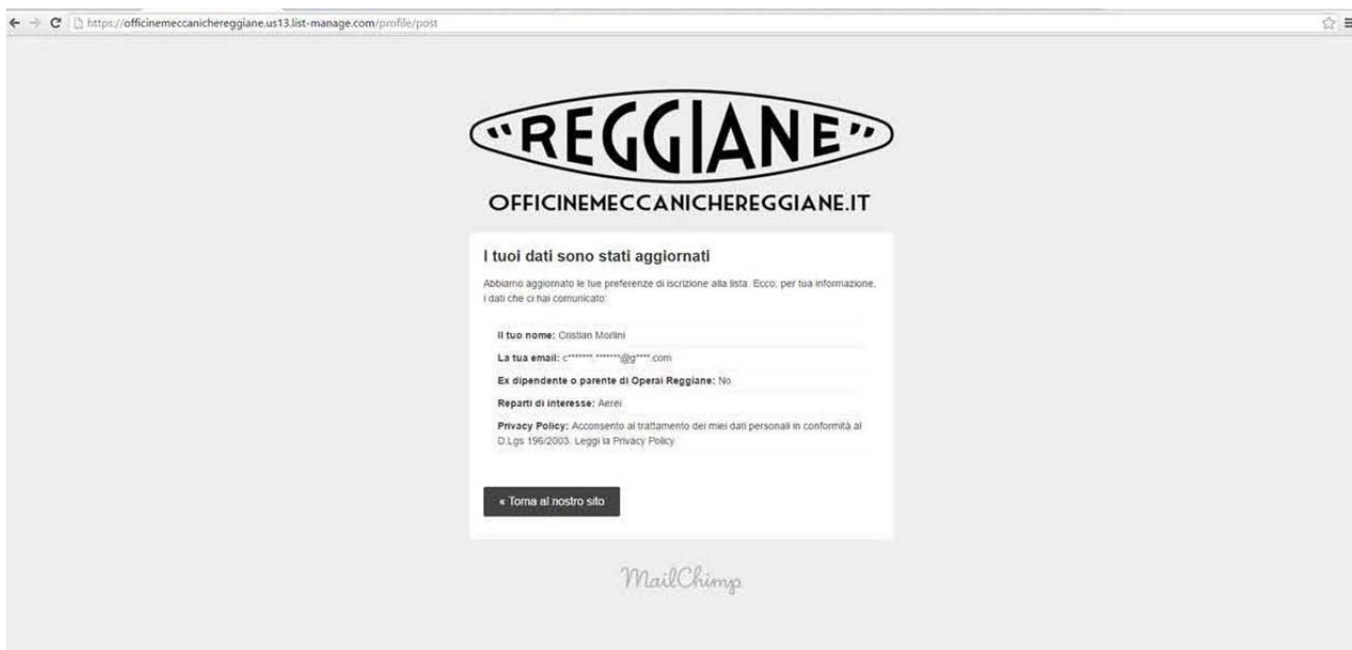 https://officinemeccanichereggiane.us13.list-manage.com/profile/post
"REGGIANE"
OFFICINEMECCANICHEREGGIANE.IT
I tuoi dati sono stati aggiornati
Abbiamo aggiornato le tue preferenze di iscrizione alla lista. Ecco, per tua informazione,
i dati che ci hai comunicato:
Il tuo nome: Cristian Morlini
La tua email: c*******.*******@g****.com
Ex dipendente o parente di Operai Reggiane: No
Reparti di interesse: Aerei
Privacy Policy: Acconsento al trattamento dei miei dati personali in conformità al
D.Lgs 196/2003. Leggi la Privacy Policy.
« Torna al nostro sito
MailChimp